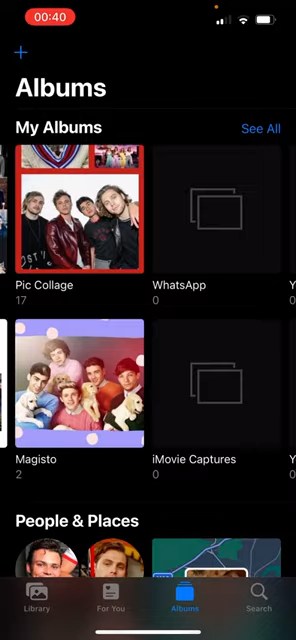 00:40
Albums
My Albums
See All
Pic Collage
17
WhatsApp
0
Magisto
2
iMovie Captures
0
People & Places
Library
For You
Albums
Search